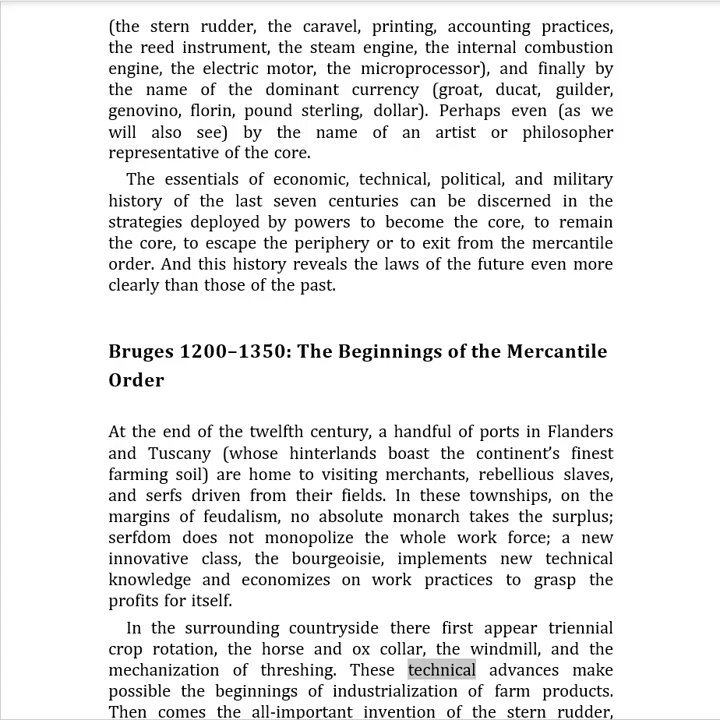 (the stern rudder, the caravel, printing, accounting practices,
the reed instrument, the steam engine, the internal combustion
engine, the electric motor, the microprocessor), and finally by
the name of the dominant currency (groat, ducat, guilder,
genovino, florin, pound sterling, dollar). Perhaps even (as we
will also see) by the name of an artist or philosopher
representative of the core.
The essentials of economic, technical, political, and military
history of the last seven centuries can be discerned in the
strategies deployed by powers to become the core, to remain
the core, to escape the periphery or to exit from the mercantile
order. And this history reveals the laws of the future even more
clearly than those of the past.
Bruges 1200–1350: The Beginnings of the Mercantile
Order
At the end of the twelfth century, a handful of ports in Flanders
and Tuscany (whose hinterlands boast the continent’s finest
farming soil) are home to visiting merchants, rebellious slaves,
and serfs driven from their fields. In these townships, on the
margins of feudalism, no absolute monarch takes the surplus;
serfdom does not monopolize the whole work force; a new
innovative class, the bourgeoisie, implements new technical
knowledge and economizes on work practices to grasp the
profits for itself.
In the surrounding countryside there first appear triennial
crop rotation, the horse and ox collar, the windmill, and the
mechanization of threshing. These technical advances make
possible the beginnings of industrialization of farm products.
Then comes the all-important invention of the stern rudder,